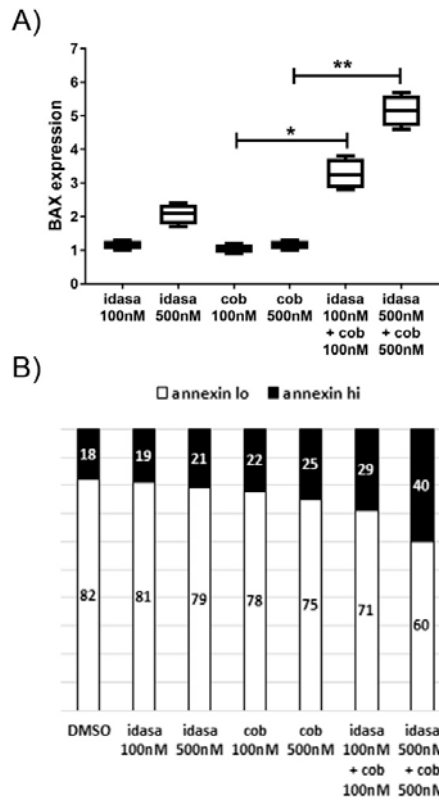 A)
BAX expression
7
6
5
4
3
2
1
0
*
**
idasa
100nM
idasa
500nM
cob
100nM
cob
500nM
idasa
100nM
+ cob
100nM
idasa
500nM
+ cob
500nM
B)
annexin lo annexin hi
18 19 21 22 25 29 40
82 81 79 78 75 71 60
DMSO
idasa
100nM
idasa
500nM
cob
100nM
cob
500nM
idasa
100nM
+ cob
100nM
idasa
500nM
+ cob
500nM